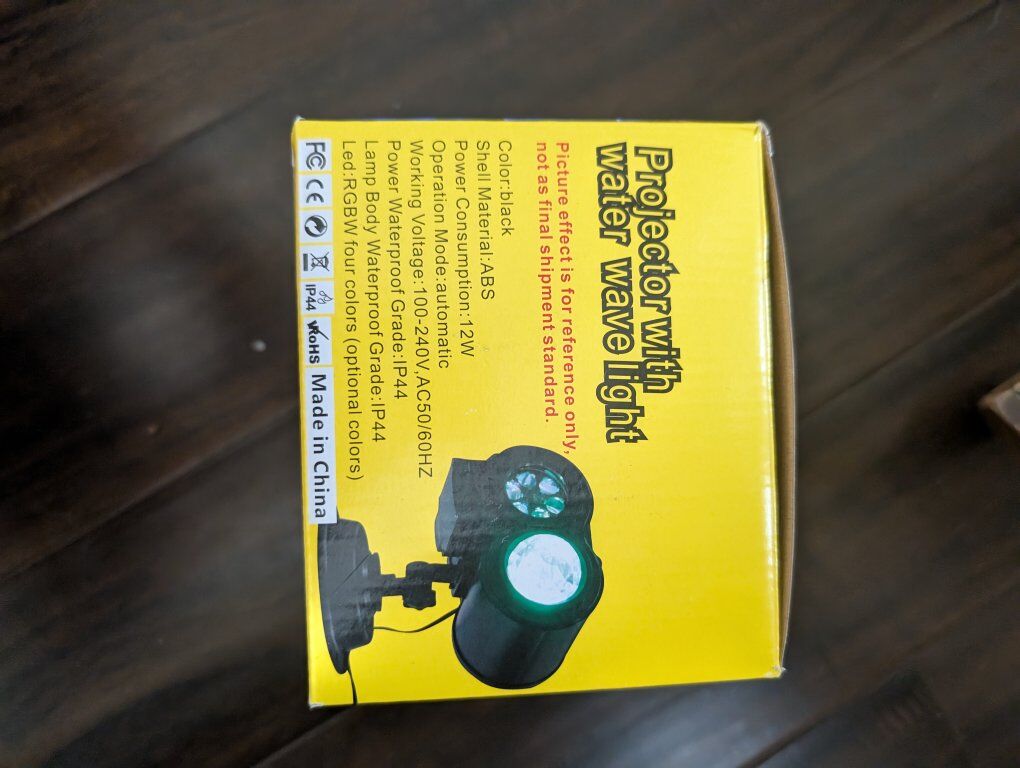 Projector with
water wave light
Picture effect is for reference only,
not as final shipment standard.
Color:black
Shell Material:ABS
Power Consumption:12W
Operation Mode:automatic
Working Voltage:100-240V,AC50/60HZ
Power Waterproof Grade:IP44
Lamp Body Waterproof Grade:IP44
Led:RGBW four colors (optional colors)
FC CE IP44 RoHS Made in China